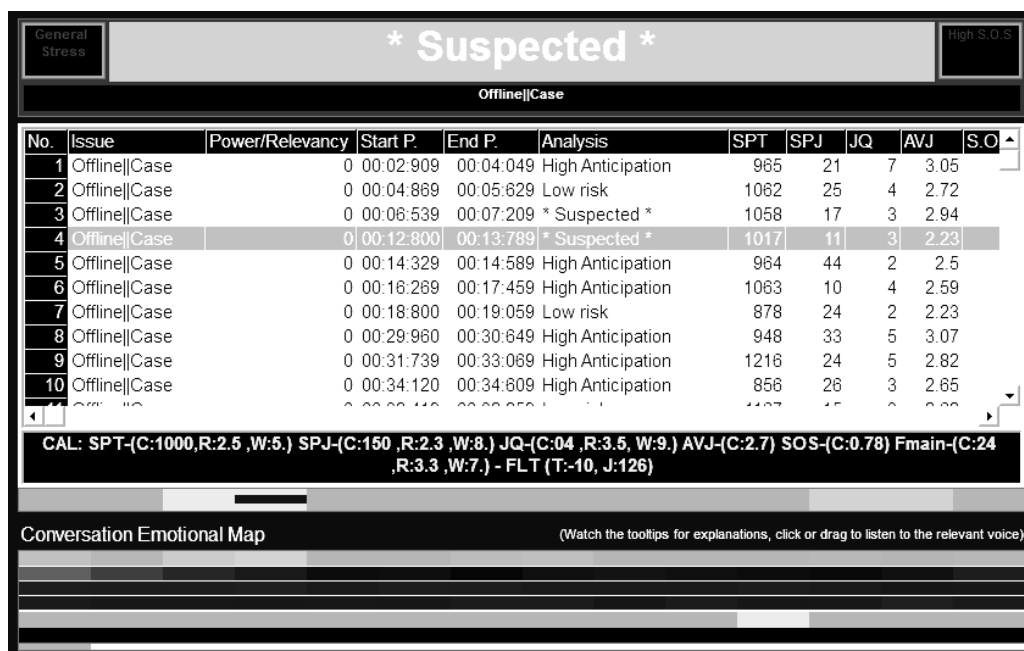 General Stress
* Suspected *
High S.O.S
Offline||Case
No. Issue Power/Relevancy Start P. End P. Analysis SPT SPJ JQ AVJ S.O
1 Offline||Case 0 00:02:909 00:04:049 High Anticipation 965 21 7 3.05
2 Offline||Case 0 00:04:869 00:05:629 Low risk 1062 25 4 2.72
3 Offline||Case 0 00:06:539 00:07:209 * Suspected * 1058 17 3 2.94
4 Offline||Case 0 00:12:800 00:13:789 * Suspected * 1017 11 3 2.23
5 Offline||Case 0 00:14:329 00:14:589 High Anticipation 964 44 2 2.5
6 Offline||Case 0 00:16:269 00:17:459 High Anticipation 1063 10 4 2.59
7 Offline||Case 0 00:18:800 00:19:059 Low risk 878 24 2 2.23
8 Offline||Case 0 00:29:960 00:30:649 High Anticipation 948 33 5 3.07
9 Offline||Case 0 00:31:739 00:33:069 High Anticipation 1216 24 5 2.82
10 Offline||Case 0 00:34:120 00:34:609 High Anticipation 856 26 3 2.65
CAL: SPT-(C:1000,R:2.5 ,W:5.) SPJ-(C:150 ,R:2.3 ,W:8.) JQ-(C:04 ,R:3.5, W:9.) AVJ-(C:2.7) SOS-(C:0.78) Fmain-(C:24
,R:3.3 ,W:7.) - FLT (T:-10, J:126)
Conversation Emotional Map
(Watch the tooltips for explanations, click or drag to listen to the relevant voice)